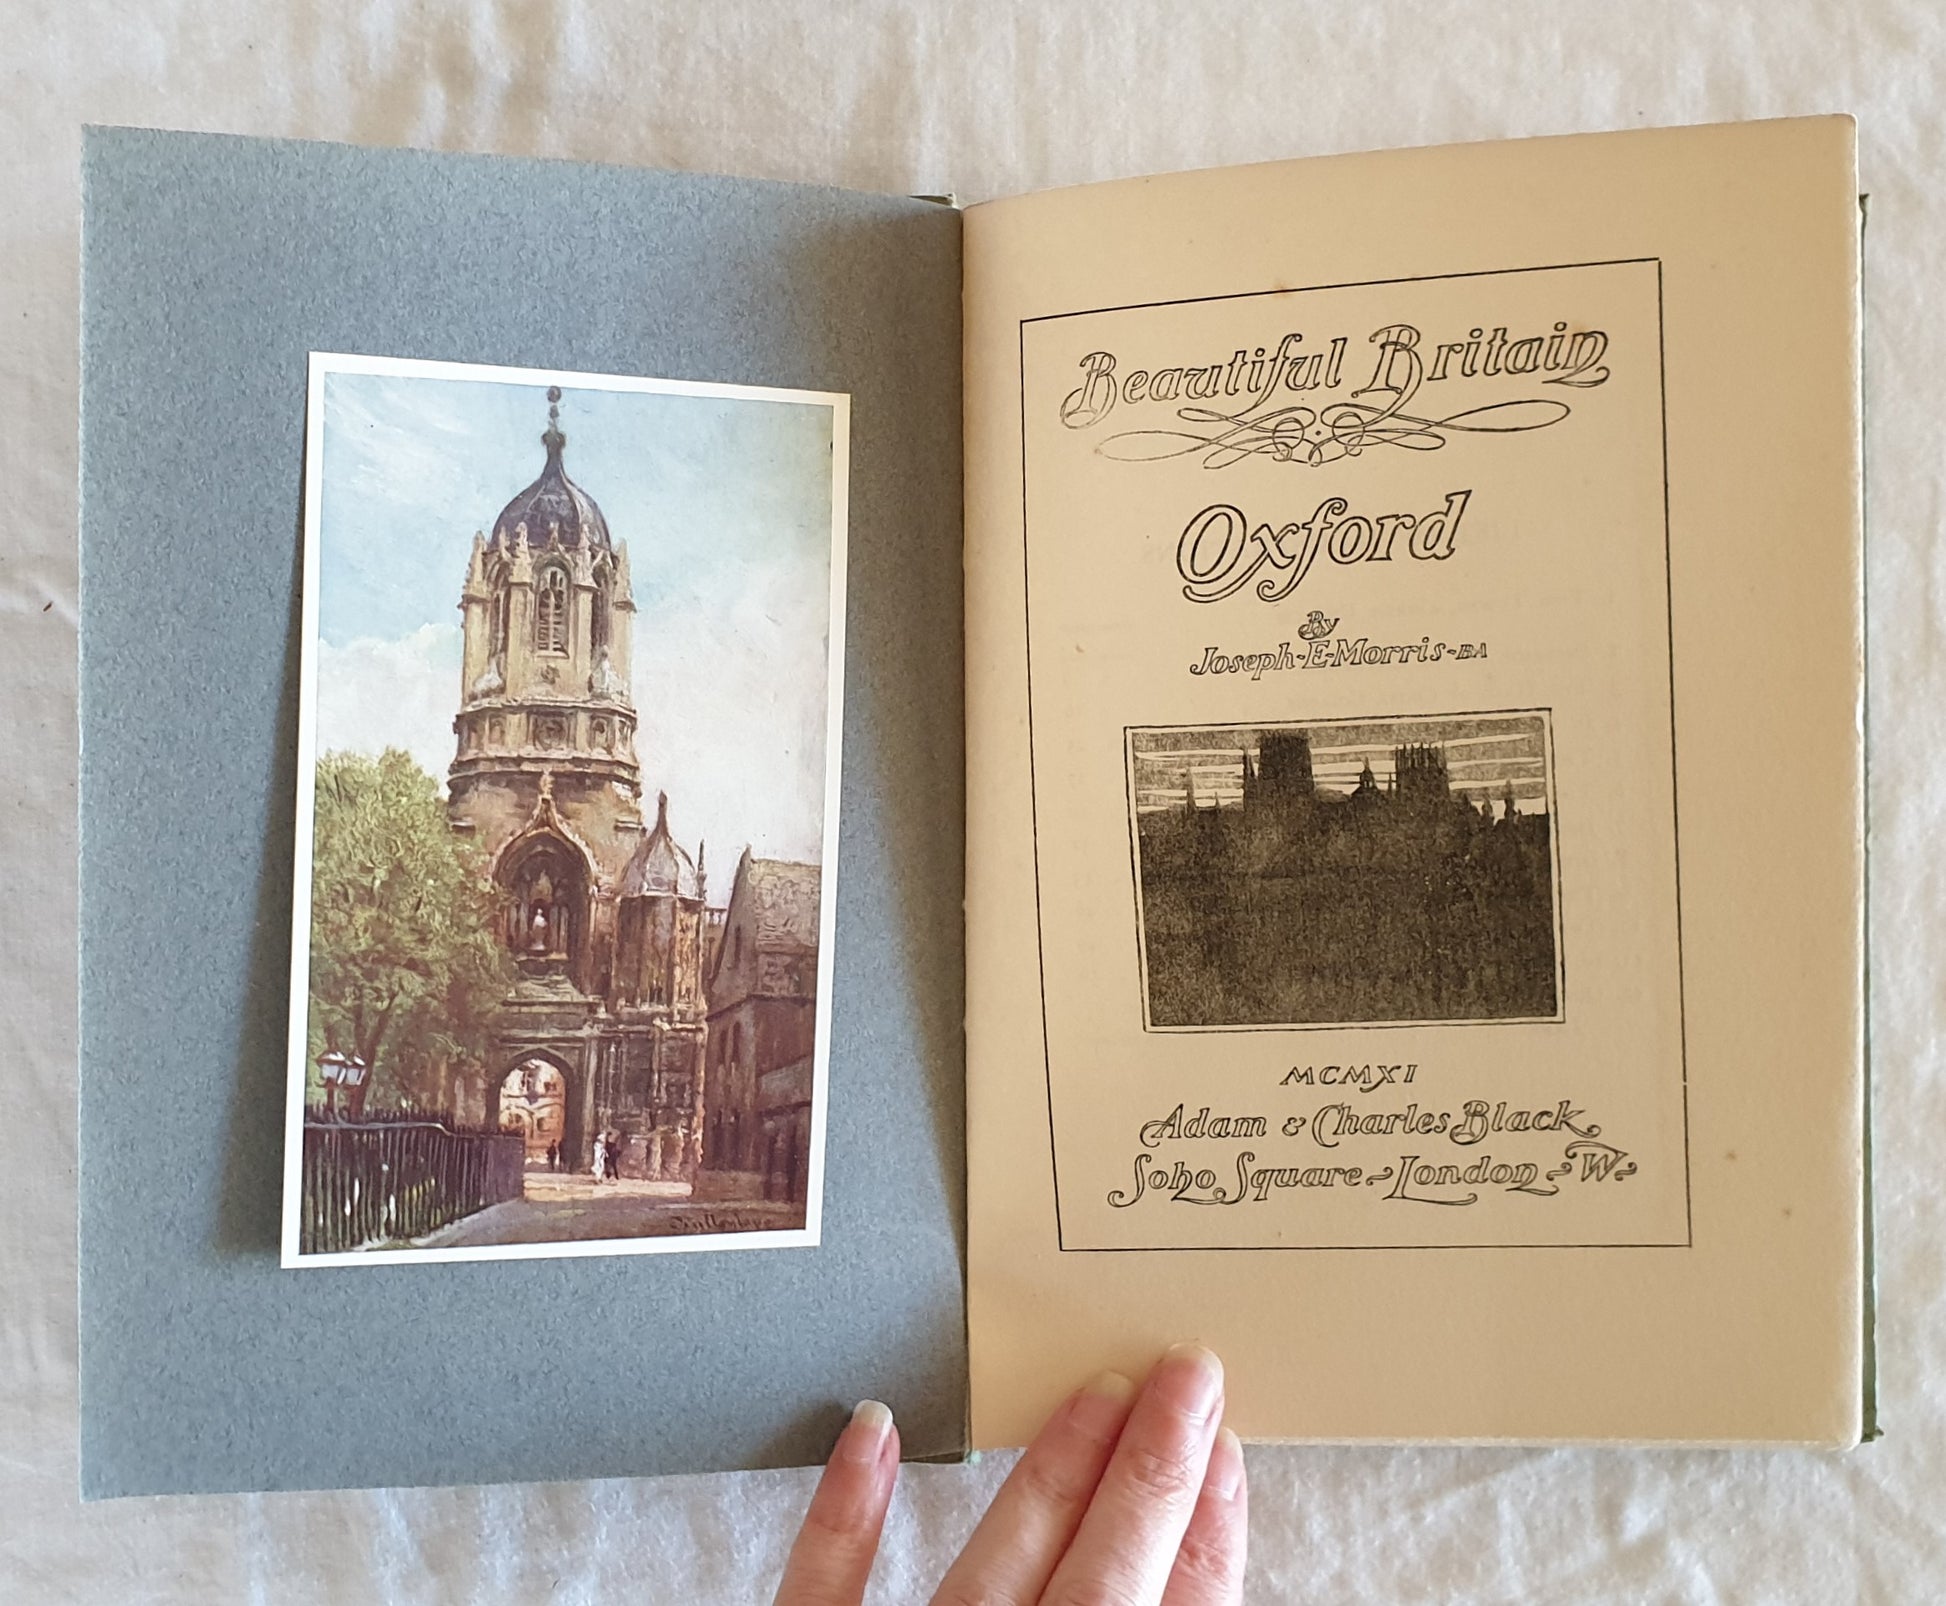 Beautiful Britain
Oxford
By
Joseph-E-Morris-BA
MCMXI
Adam & Charles Black
Soho Square~London~W~